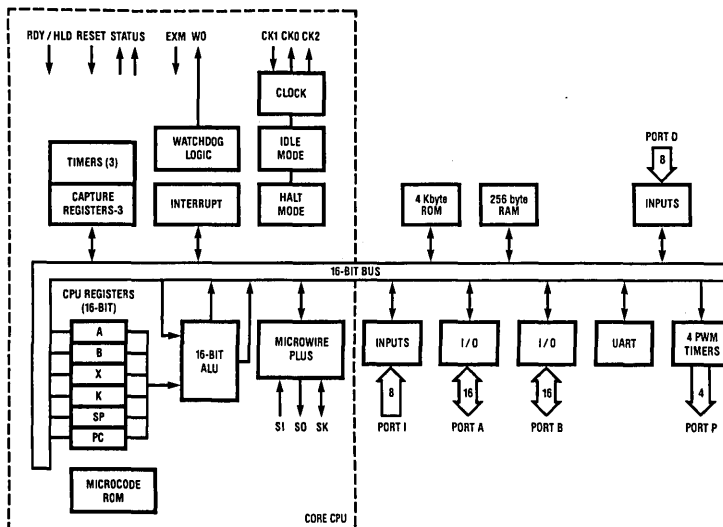 RDY / HLD RESET STATUS EXM WO CK1 CK0 CK2
CLOCK
WATCHDOG
LOGIC
IDLE
MODE
TIMERS (3)
CAPTURE
REGISTERS-3
INTERRUPT
HALT
MODE
4 Kbyte
ROM
256 byte
RAM
PORT D
8
INPUTS
16-BIT BUS
CPU REGISTERS
(16-BIT)
A
B
X
K
SP
PC
16-BIT
ALU
MICROWIRE
PLUS
SI SO SK
INPUTS
8
PORT I
I/O
16
PORT A
I/O
16
PORT B
UART
4 PWM
TIMERS
4
PORT P
MICROCODE
ROM
CORE CPU